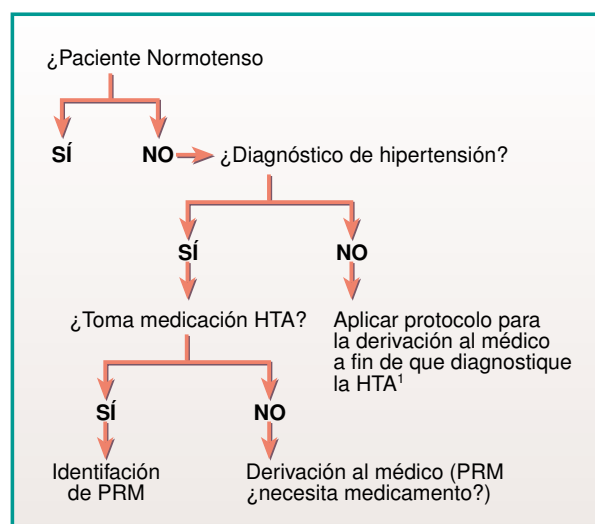 ¿Paciente Normotenso
SÍ
NO
¿Diagnóstico de hipertensión?
SÍ
NO
¿Toma medicación HTA?
Aplicar protocolo para
la derivación al médico
a fin de que diagnostique
la HTA¹
SÍ
NO
Identifación
de PRM
Derivación al médico (PRM
¿necesita medicamento?)